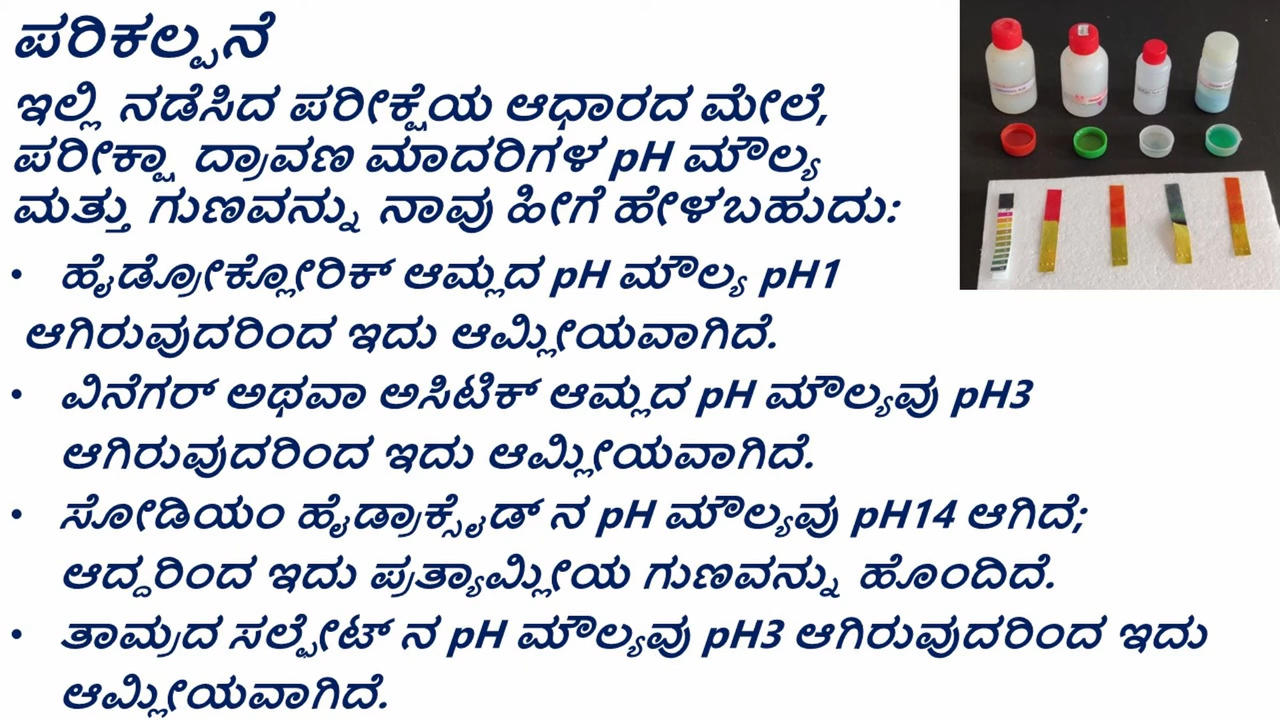 ಪರಿಕಲ್ಪನೆ
ಇಲ್ಲಿ ನಡೆಸಿದ ಪರೀಕ್ಷೆಯ ಆಧಾರದ ಮೇಲೆ,
ಪರೀಕ್ಷಾ ದ್ರಾವಣ ಮಾದರಿಗಳ pH ಮೌಲ್ಯ
ಮತ್ತು ಗುಣವನ್ನು ನಾವು ಹೀಗೆ ಹೇಳಬಹುದು:
• ಹೈಡ್ರೋಕ್ಲೋರಿಕ್ ಆಮ್ಲದ pH ಮೌಲ್ಯ pH1
ಆಗಿರುವುದರಿಂದ ಇದು ಆಮ್ಲೀಯವಾಗಿದೆ.
• ವಿನೆಗರ್ ಅಥವಾ ಅಸಿಟಿಕ್ ಆಮ್ಲದ pH ಮೌಲ್ಯವು pH3
ಆಗಿರುವುದರಿಂದ ಇದು ಆಮ್ಲೀಯವಾಗಿದೆ.
• ಸೋಡಿಯಂ ಹೈಡ್ರಾಕ್ಸೈಡ್ ನ pH ಮೌಲ್ಯವು pH14 ಆಗಿದೆ;
ಆದ್ದರಿಂದ ಇದು ಪ್ರತ್ಯಾಮ್ಲೀಯ ಗುಣವನ್ನು ಹೊಂದಿದೆ.
• ತಾಮ್ರದ ಸಲ್ಫೇಟ್ ನ pH ಮೌಲ್ಯವು pH3 ಆಗಿರುವುದರಿಂದ ಇದು
ಆಮ್ಲೀಯವಾಗಿದೆ.